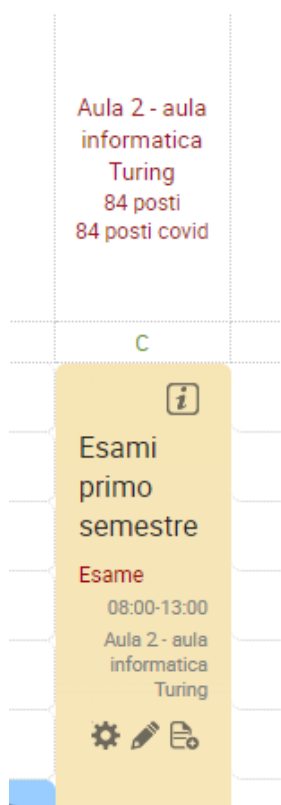 Aula 2 - aula
informatica
Turing
84 posti
84 posti covid
C
i
Esami
primo
semestre
Esame
08:00-13:00
Aula 2 - aula
informatica
Turing